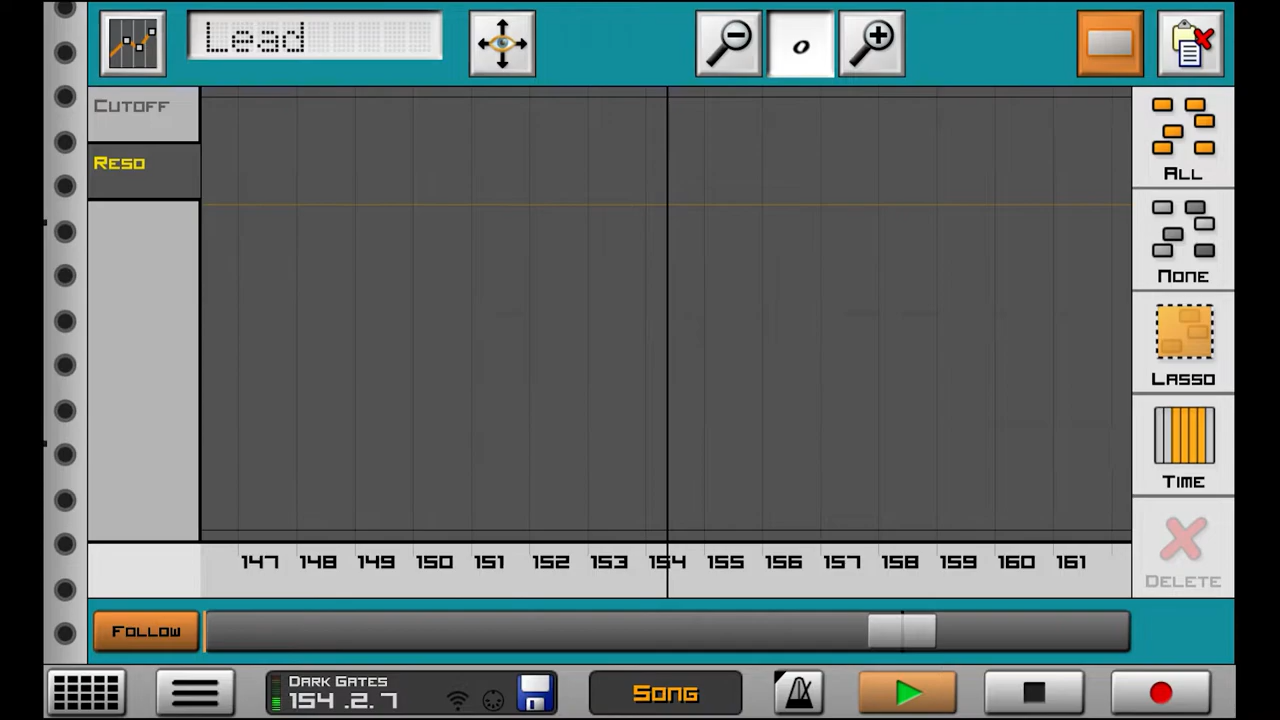 Lead
Cutoff
Reso
All
None
Lasso
Time
Delete
147 148 149 150 151 152 153 154 155 156 157 158 159 160 161
Follow
Dark Gates
154 .2. 7
Song